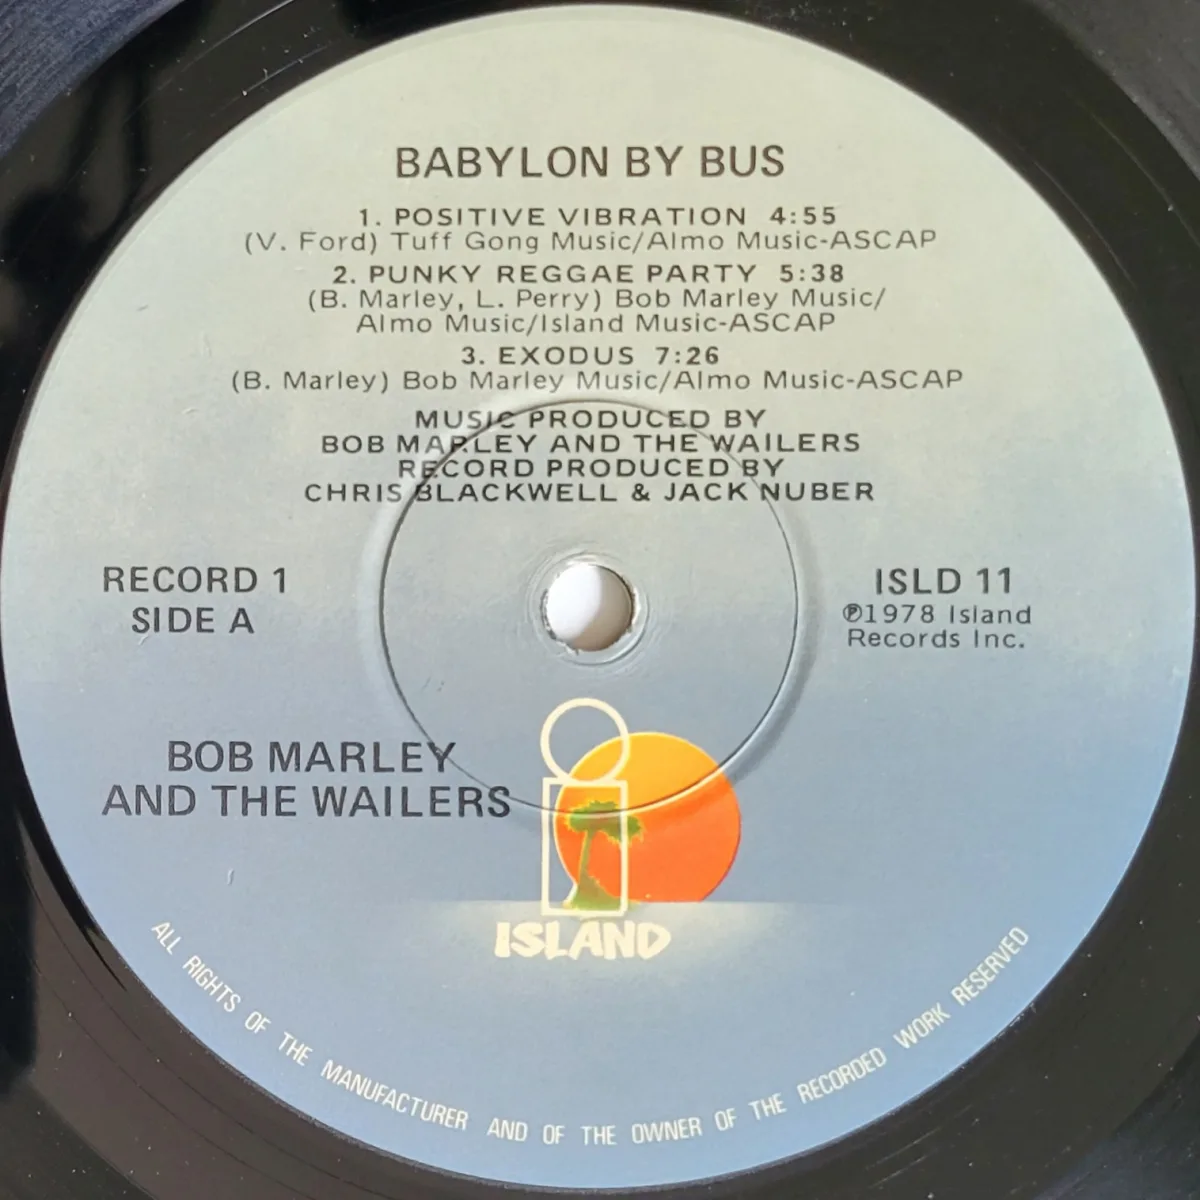 BABYLON BY BUS
1. POSITIVE VIBRATION 4:55
(V. Ford) Tuff Gong Music/Almo Music-ASCAP
2. PUNKY REGGAE PARTY 5:38
(B. Marley, L. Perry) Bob Marley Music/
Almo Music/Island Music-ASCAP
3. EXODUS 7:26
(B. Marley) Bob Marley Music/Almo Music-ASCAP
MUSIC PRODUCED BY
BOB MARLEY AND THE WAILERS
RECORD PRODUCED BY
CHRIS BLACKWELL & JACK NUBER
RECORD 1
SIDE A
ISLD 11
℗1978 Island
Records Inc.
BOB MARLEY
AND THE WAILERS
ISLAND
ALL RIGHTS OF THE MANUFACTURER AND OF THE OWNER OF THE RECORDED WORK RESERVED